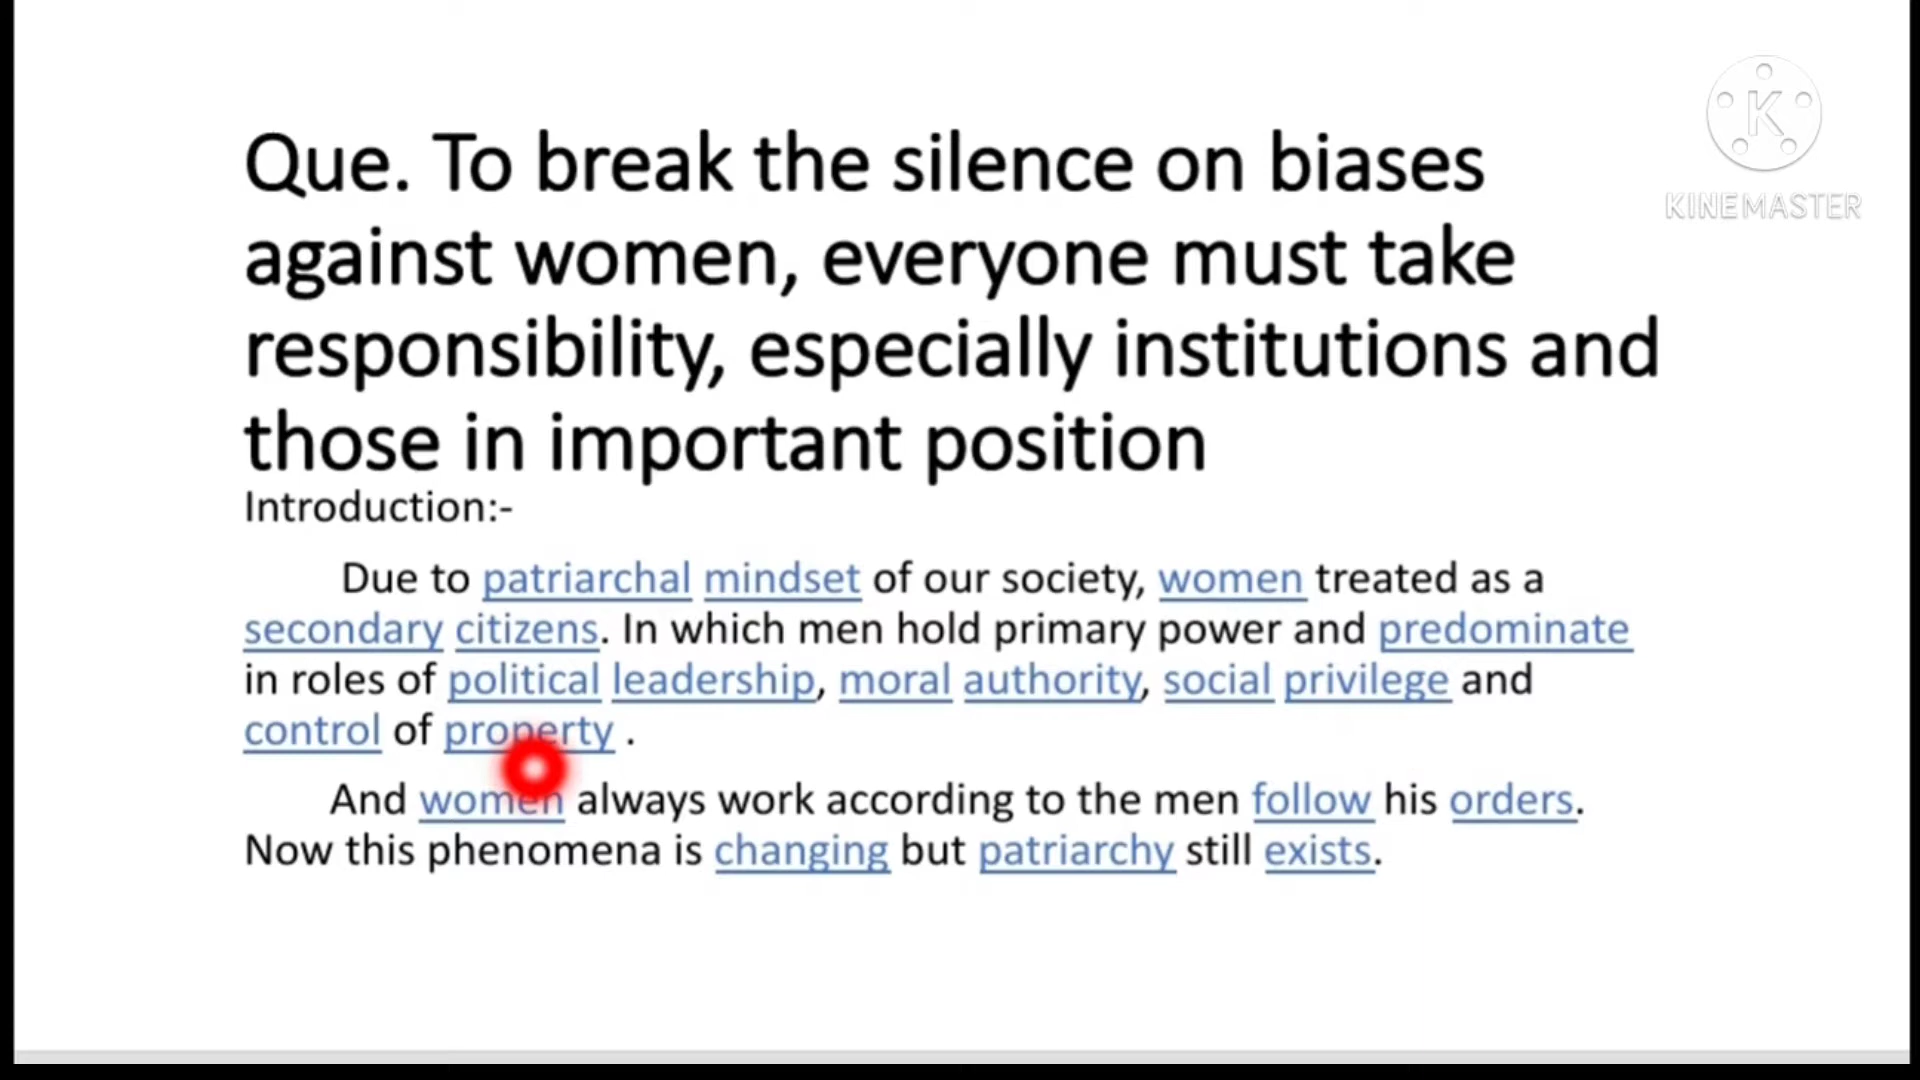 Que. To break the silence on biases
against women, everyone must take
responsibility, especially institutions and
those in important position
Introduction:-
Due to patriarchal mindset of our society, women treated as a
secondary citizens. In which men hold primary power and predominate
in roles of political leadership, moral authority, social privilege and
control of property .
And women always work according to the men follow his orders.
Now this phenomena is changing but patriarchy still exists.
K
KINEMASTER